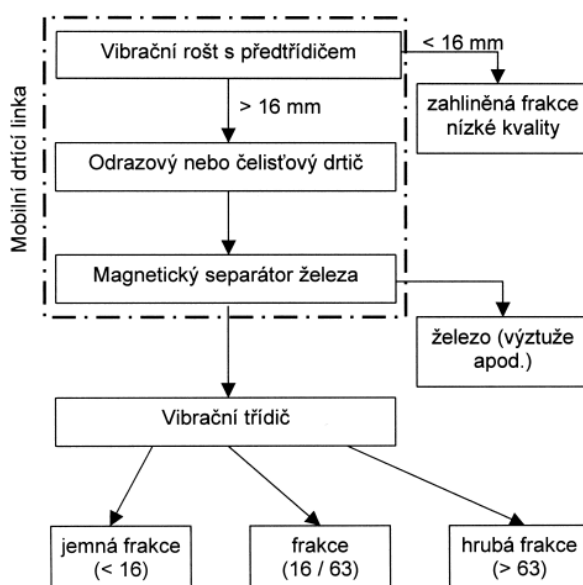 Mobilní drtící linka
Vibrační rošt s předtřídičem
< 16 mm
zahliněná frakce
nízké kvality
> 16 mm
Odrazový nebo čelisťový drtič
Magnetický separátor železa
železo (výztuže
apod.)
Vibrační třídič
jemná frakce
(< 16)
frakce
(16 / 63)
hrubá frakce
(> 63)